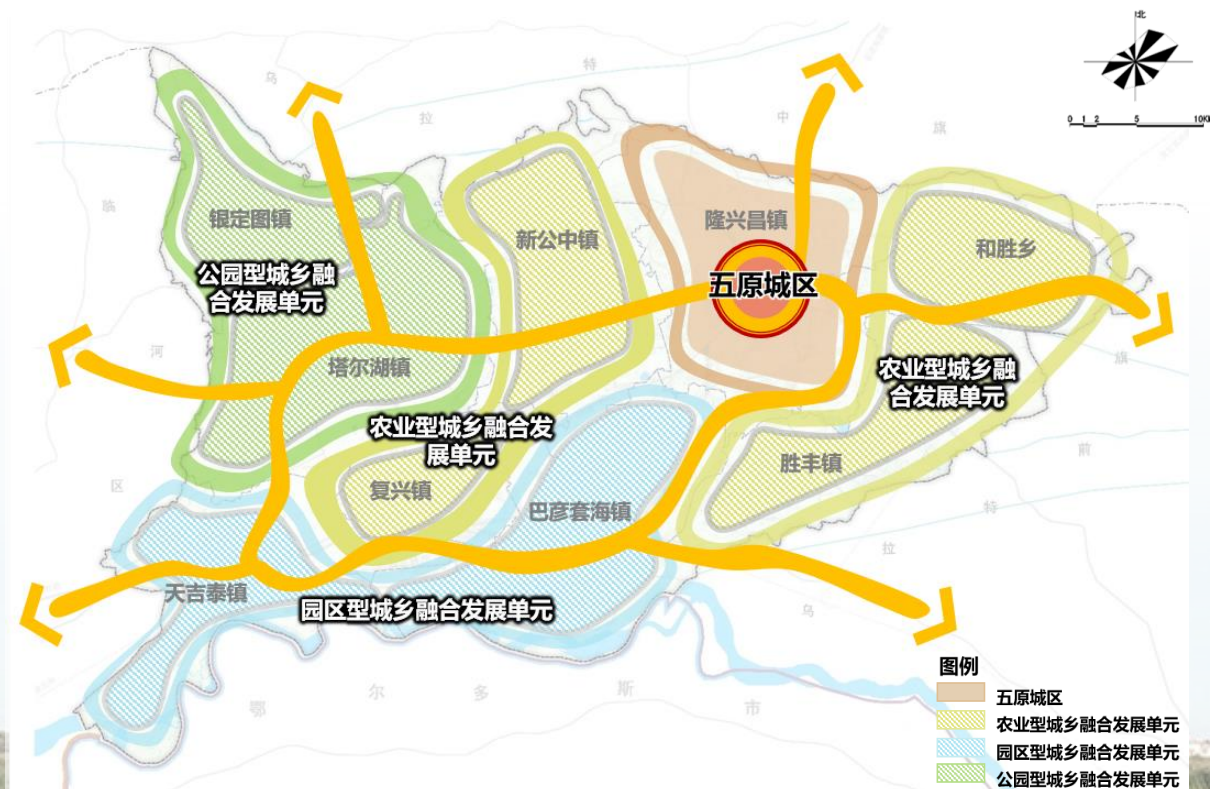 北
0 1 2 5 10K
乌
特
拉
中
旗
临
河
区
银定图镇
新公中镇
隆兴昌镇
和胜乡
公园型城乡融
合发展单元
五原城区
塔尔湖镇
农业型城乡融
合发展单元
农业型城乡融合发
展单元
复兴镇
胜丰镇
巴彦套海镇
天吉泰镇
园区型城乡融合发展单元
旗
前
特
拉
乌
鄂
尔
多
斯
市
图例
五原城区
农业型城乡融合发展单元
园区型城乡融合发展单元
公园型城乡融合发展单元